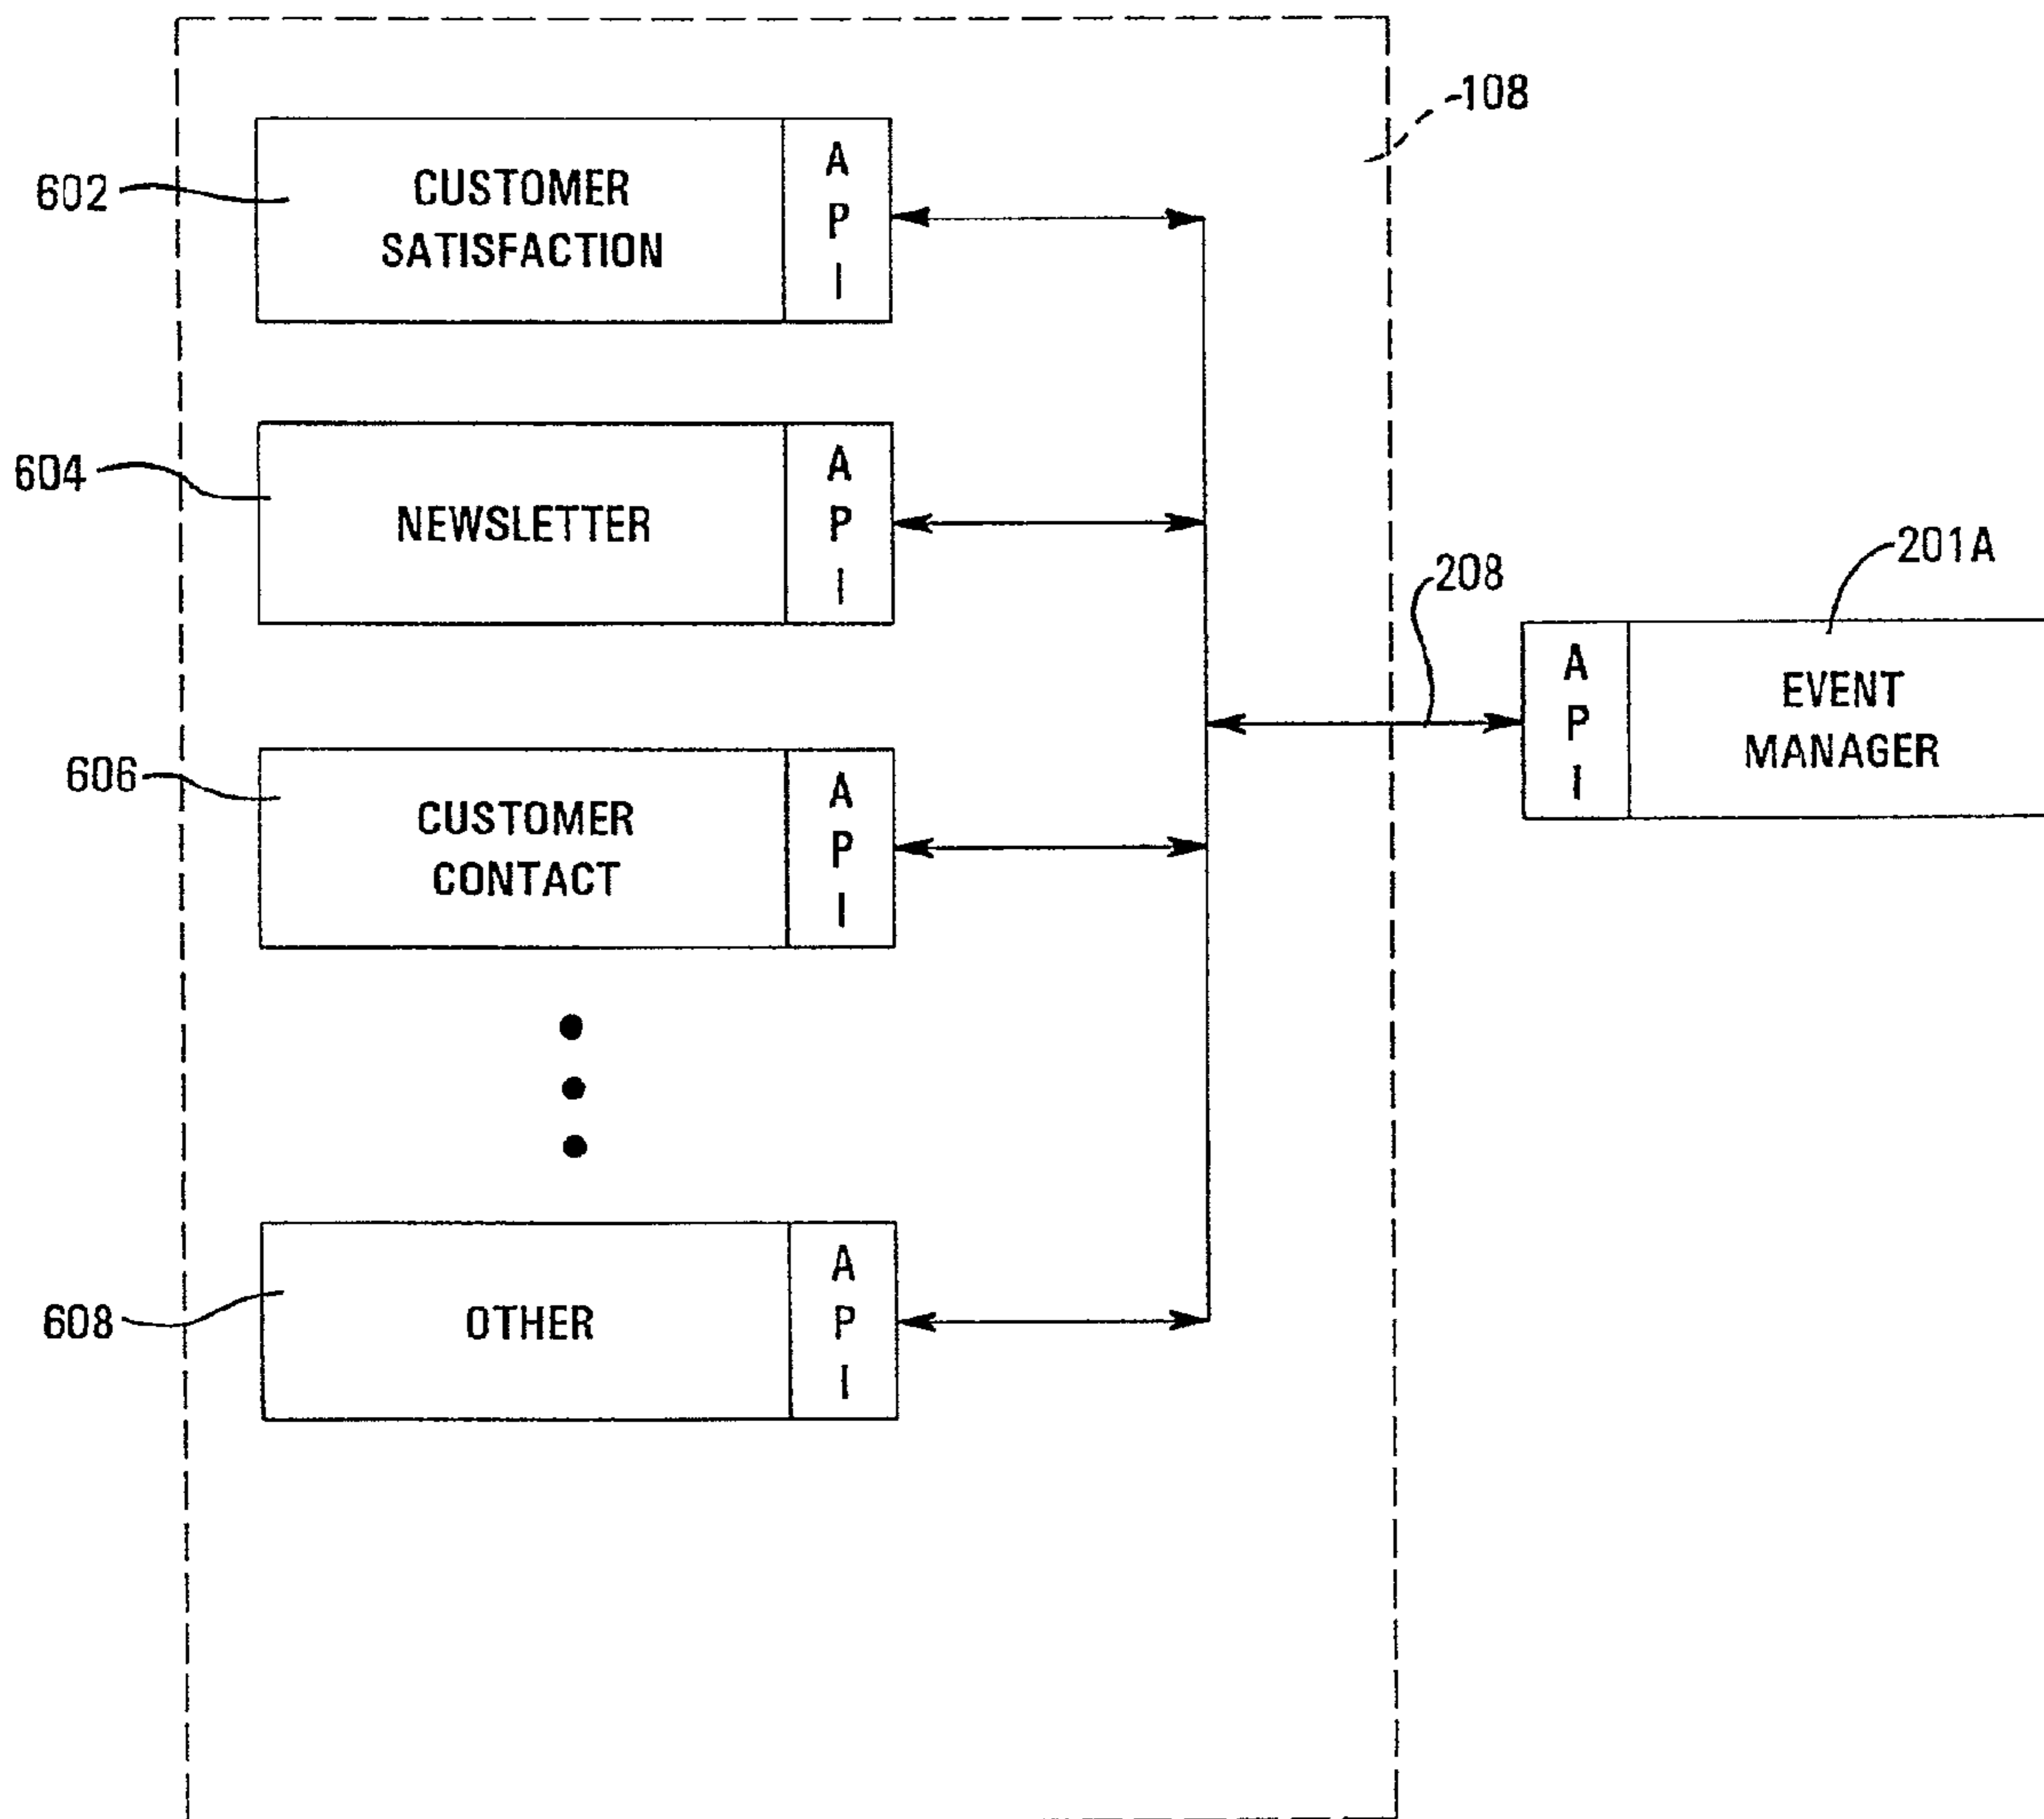 108
602
CUSTOMER
SATISFACTION
A
P
I
604
NEWSLETTER
A
P
I
208
201A
A
P
I
EVENT
MANAGER
606
CUSTOMER
CONTACT
A
P
I
608
OTHER
A
P
I